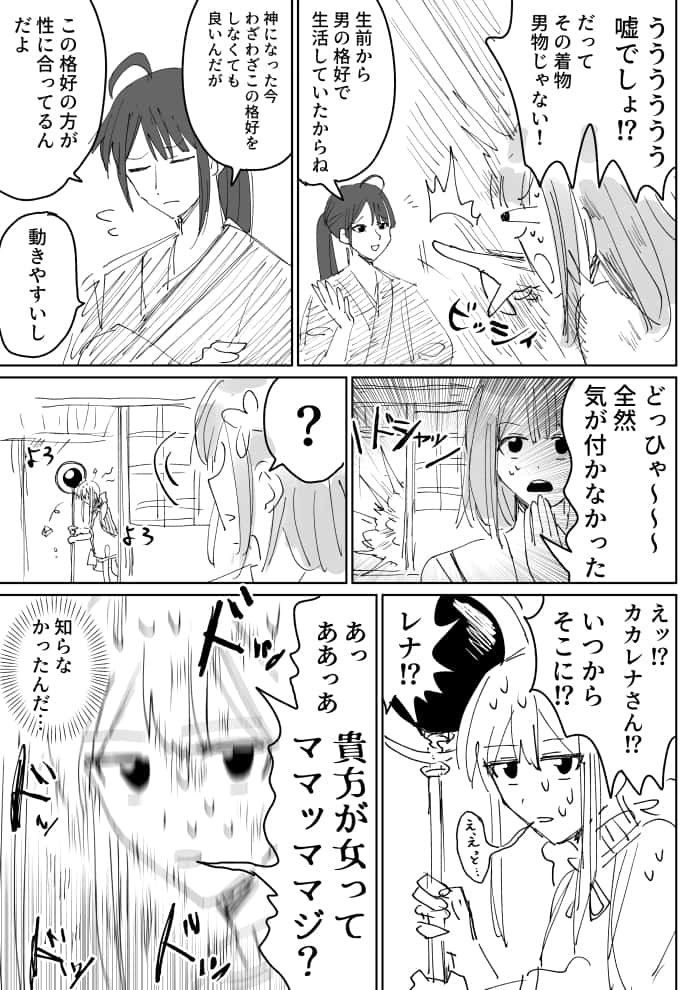 うううううう
嘘でしょ!?
だって
その着物
男物じゃない！
ビッシィ
生前から
男の格好で
生活していたからね
神になった今
わざわざこの格好を
しなくても
良いんだが
この格好の方が
性に合ってるん
だよ
動きやすいし
どっひゃ〜〜〜
全然
気が付かなかった
ドシャッ
？
よろ
よろ
えッ!?
カカレナさん!?
いつから
そこに!?
レナ!?
え、えっと…
あっ
ああっあ
貴方が女って
ママッママジ？
知らな
かったんだ…
ドッ
ドッ
ドッ
ドッ